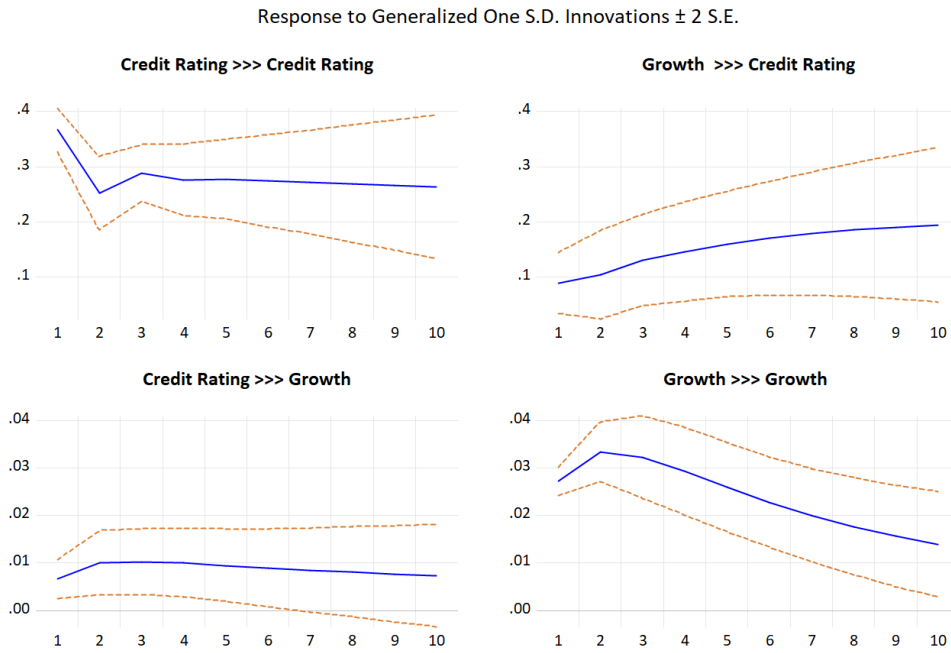 Response to Generalized One S.D. Innovations ± 2 S.E.
Credit Rating >>> Credit Rating
.4
.3
.2
.1
1 2 3 4 5 6 7 8 9 10
Growth >>> Credit Rating
.4
.3
.2
.1
1 2 3 4 5 6 7 8 9 10
Credit Rating >>> Growth
.04
.03
.02
.01
.00
1 2 3 4 5 6 7 8 9 10
Growth >>> Growth
.04
.03
.02
.01
.00
1 2 3 4 5 6 7 8 9 10